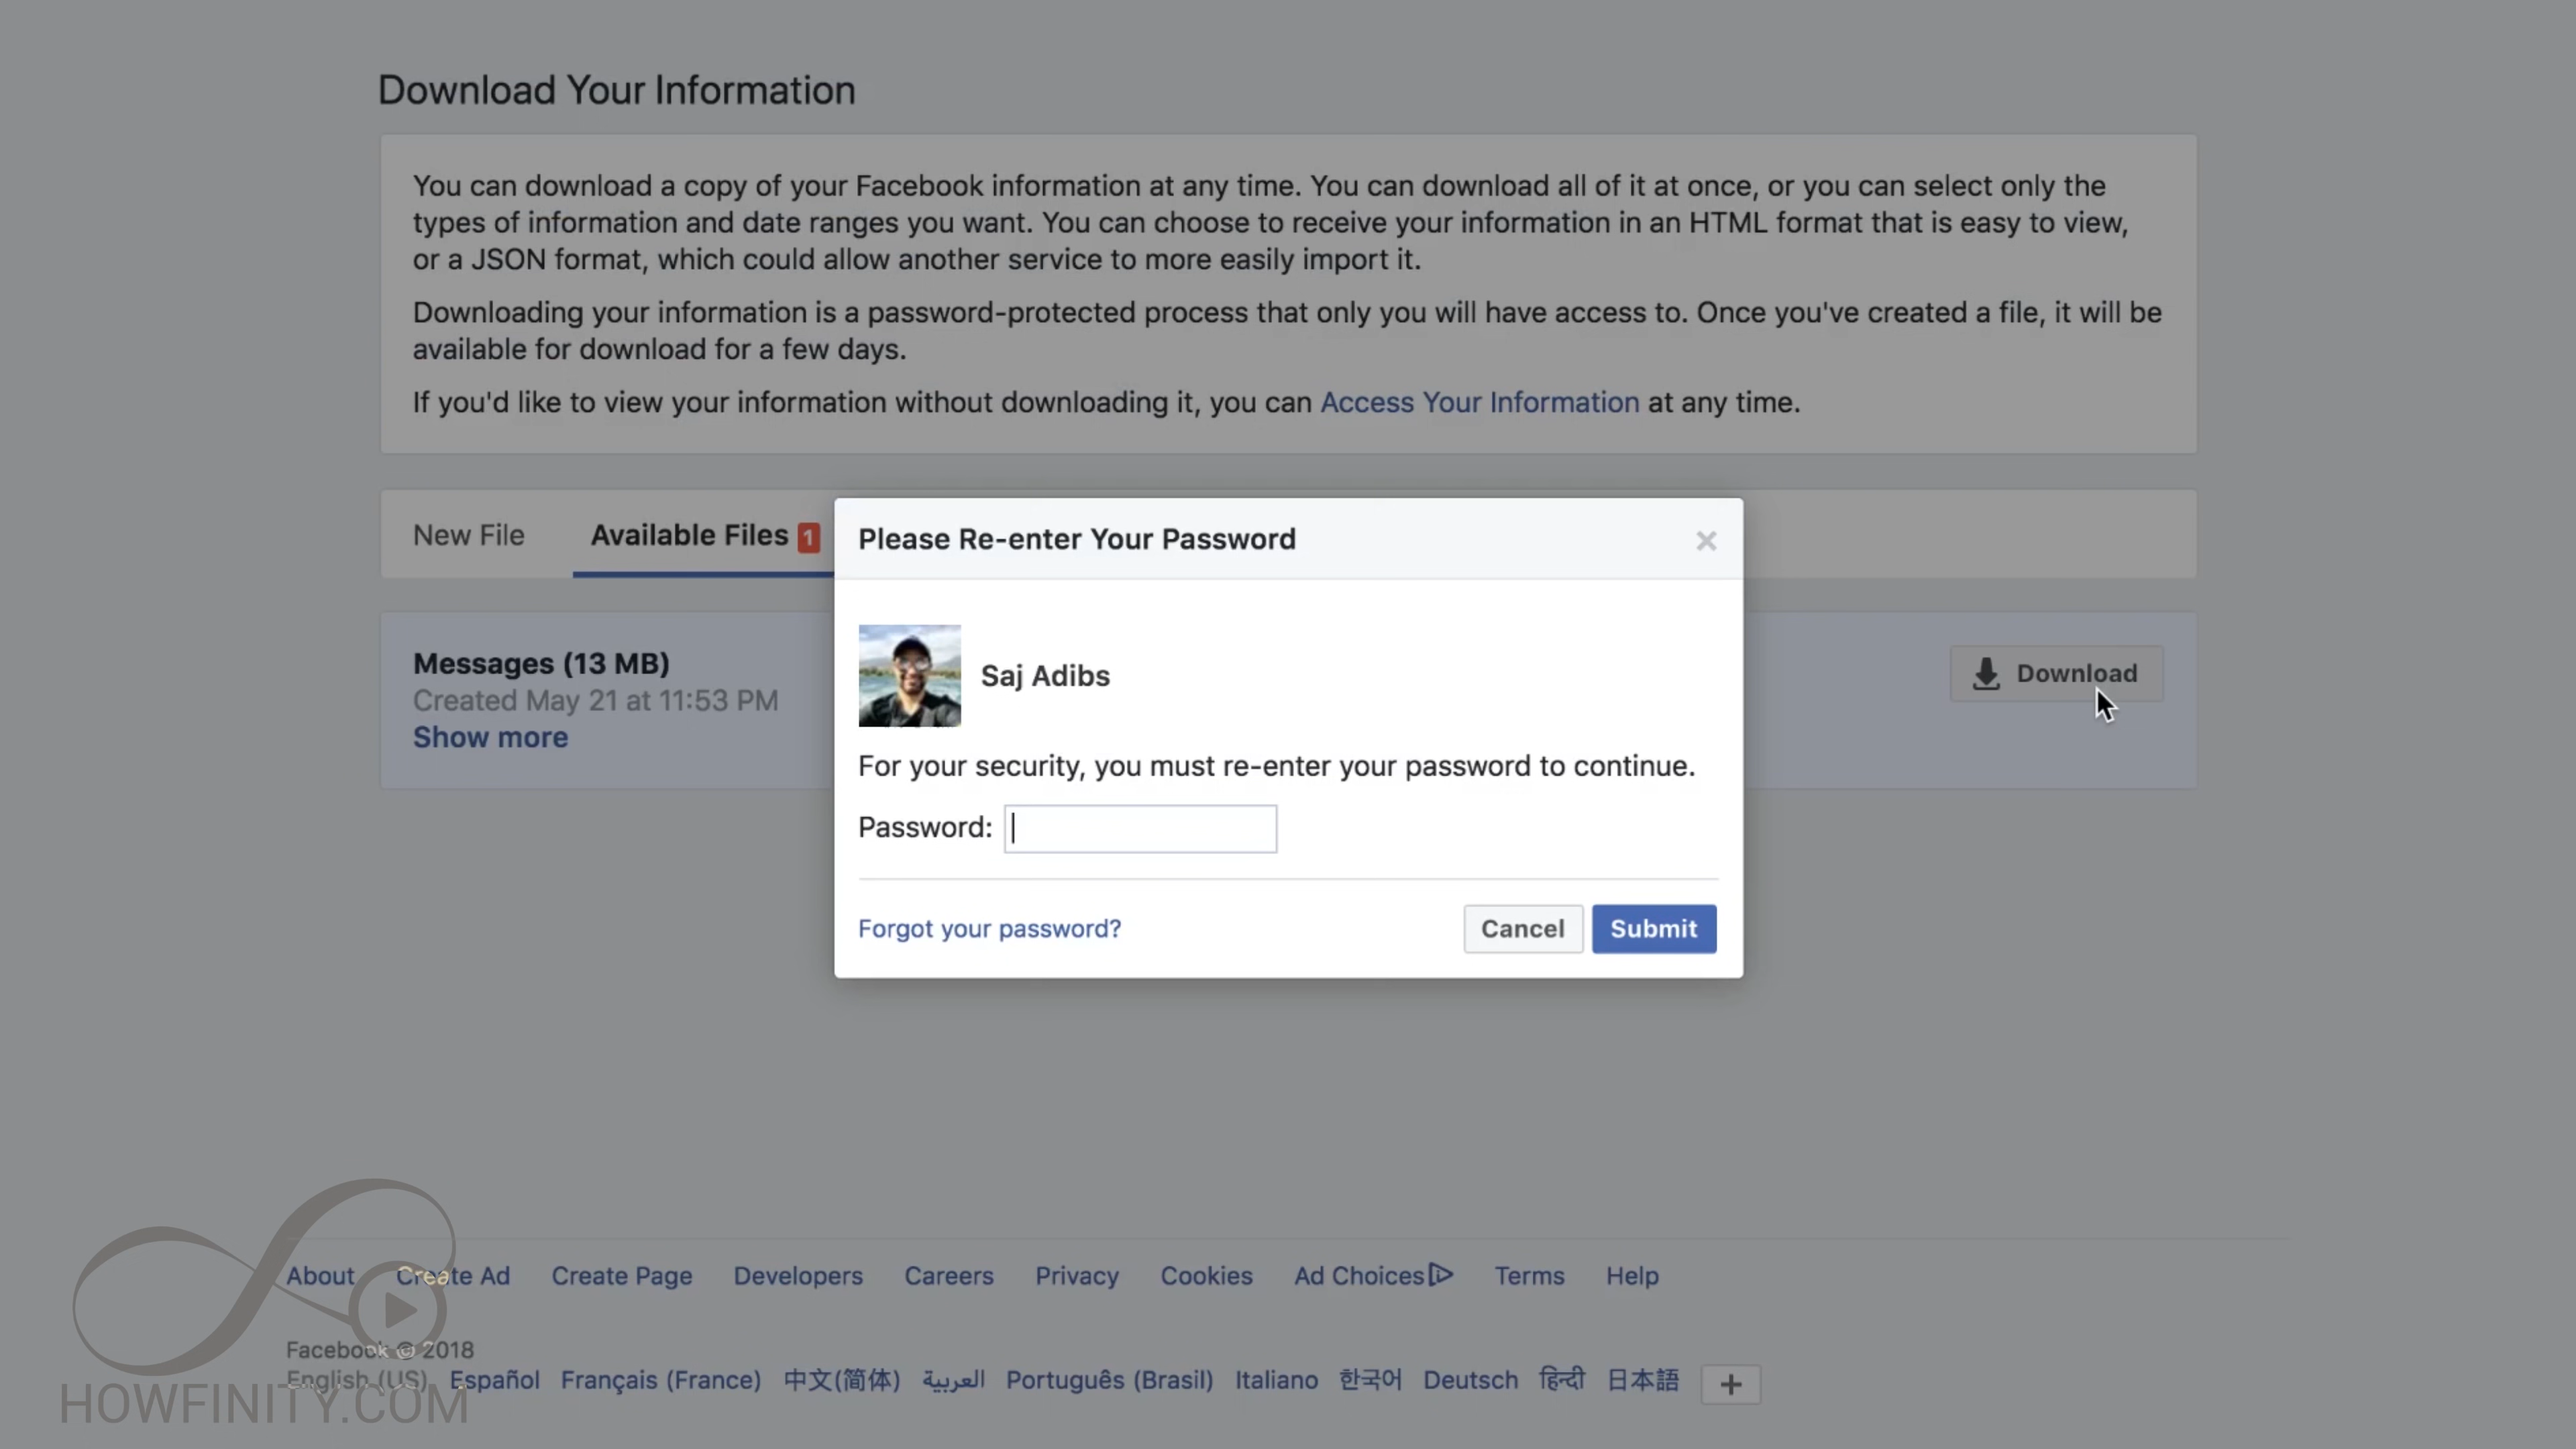 Download Your Information
You can download a copy of your Facebook information at any time. You can download all of it at once, or you can select only the
types of information and date ranges you want. You can choose to receive your information in an HTML format that is easy to view,
or a JSON format, which could allow another service to more easily import it.
Downloading your information is a password-protected process that only you will have access to. Once you've created a file, it will be
available for download for a few days.
If you'd like to view your information without downloading it, you can Access Your Information at any time.
New File Available Files 1
Messages (13 MB)
Created May 21 at 11:53 PM
Show more
Download
Please Re-enter Your Password
×
Saj Adibs
For your security, you must re-enter your password to continue.
Password:
Forgot your password? Cancel Submit
About Create Ad Create Page Developers Careers Privacy Cookies Ad Choices Terms Help
Facebook © 2018
English (US) Español Français (France) 中文(简体) العربية Português (Brasil) Italiano 한국어 Deutsch हिन्दी 日本語 +
HOWFINITY.COM